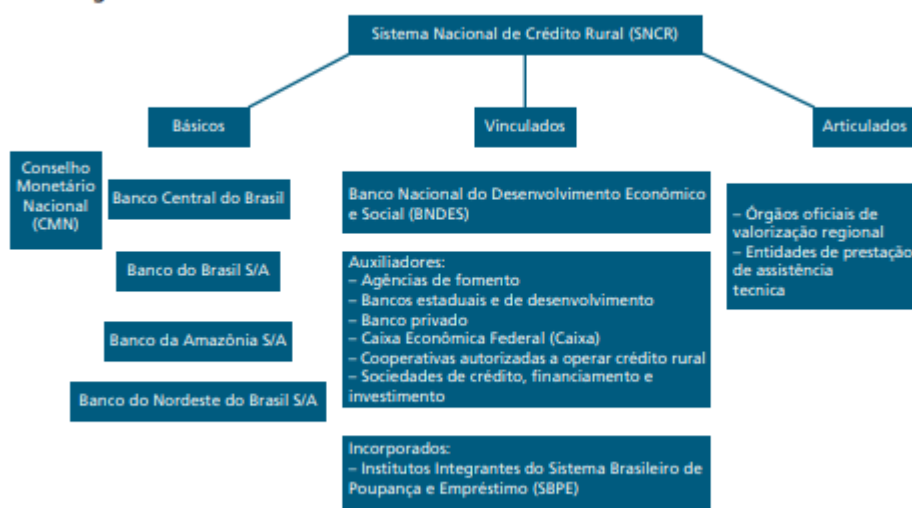 Sistema Nacional de Crédito Rural (SNCR)
Básicos
Vinculados
Articulados
Conselho
Monetário
Nacional
(CMN)
Banco Central do Brasil
Banco do Brasil S/A
Banco da Amazônia S/A
Banco do Nordeste do Brasil S/A
Banco Nacional do Desenvolvimento Econômico
e Social (BNDES)
Auxiliadores:
– Agências de fomento
– Bancos estaduais e de desenvolvimento
– Banco privado
– Caixa Econômica Federal (Caixa)
– Cooperativas autorizadas a operar crédito rural
– Sociedades de crédito, financiamento e
investimento
Incorporados:
– Institutos Integrantes do Sistema Brasileiro de
Poupança e Empréstimo (SBPE)
– Órgãos oficiais de
valorização regional
– Entidades de prestação
de assistência
tecnica